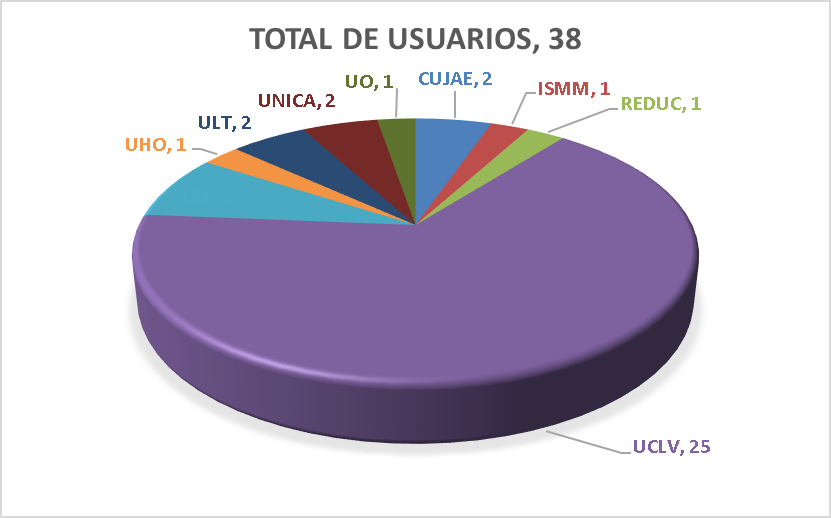 TOTAL DE USUARIOS, 38
UO, 1
CUJAE, 2
ISMM, 1
UNICA, 2
REDUC, 1
ULT, 2
UHO, 1
UCLV, 25